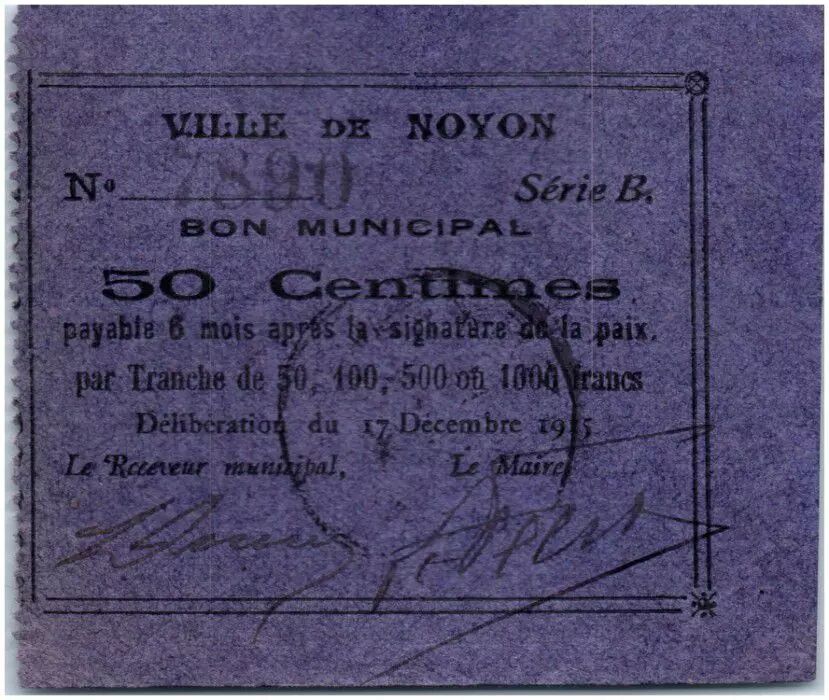 VILLE DE NOYON
Nº 7890 Série B.
BON MUNICIPAL
50 Centimes
payable 6 mois après la signature de la paix.
par Tranche de 50, 100, 500 ou 1000 francs
Délibération du 17 Décembre 1915
Le Receveur municipal, Le Maire,